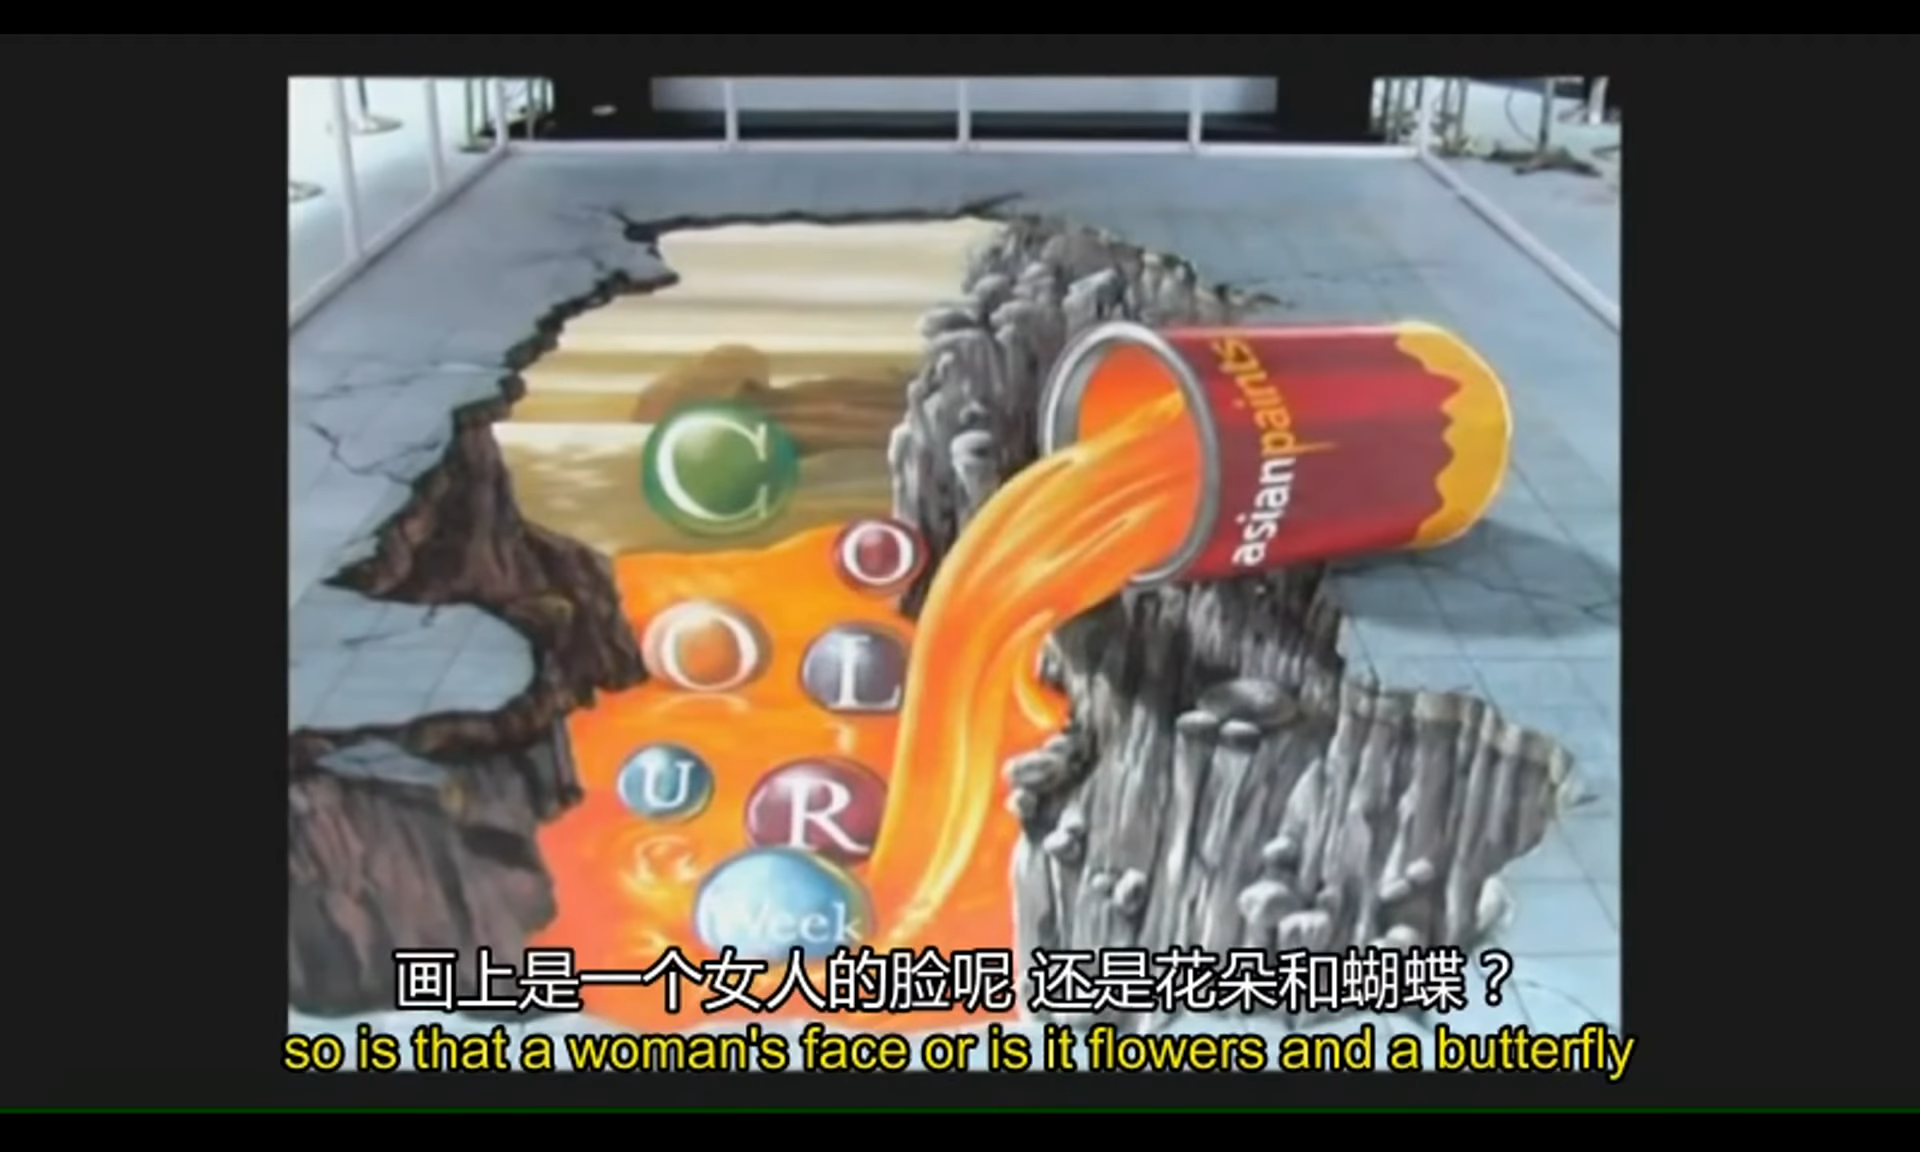 asianpaints
C
O
O
L
U
R
Week
画上是一个女人的脸呢 还是花朵和蝴蝶？
so is that a woman's face or is it flowers and a butterfly